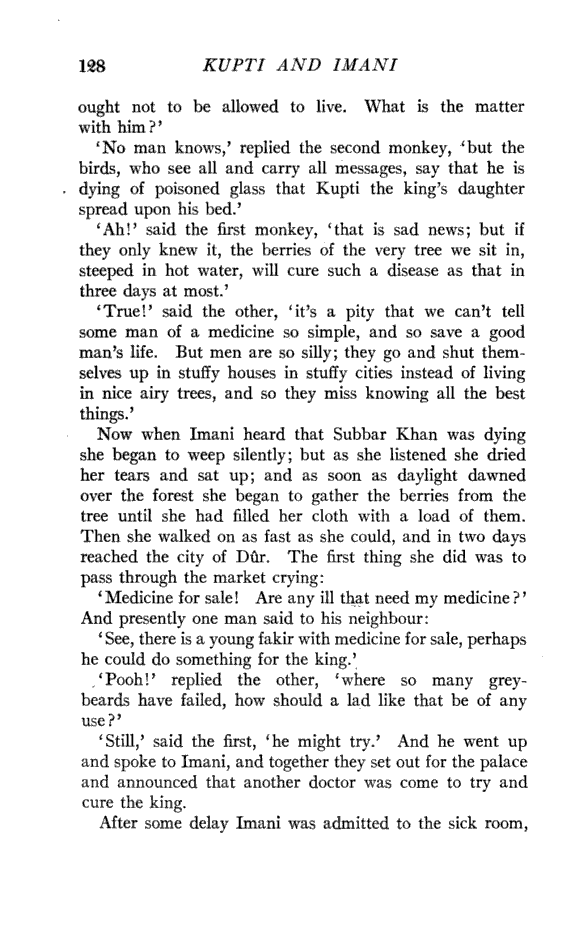 128 KUPTI AND IMANI
ought not to be allowed to live. What is the matter
with him?’
‘No man knows,’ replied the second monkey, ‘but the
birds, who see all and carry all messages, say that he is
dying of poisoned glass that Kupti the king’s daughter
spread upon his bed.’
‘Ah!’ said the first monkey, ‘that is sad news; but if
they only knew it, the berries of the very tree we sit in,
steeped in hot water, will cure such a disease as that in
three days at most.’
‘True!’ said the other, ‘it’s a pity that we can’t tell
some man of a medicine so simple, and so save a good
man’s life. But men are so silly; they go and shut them-
selves up in stuffy houses in stuffy cities instead of living
in nice airy trees, and so they miss knowing all the best
things.’
Now when Imani heard that Subbar Khan was dying
she began to weep silently; but as she listened she dried
her tears and sat up; and as soon as daylight dawned
over the forest she began to gather the berries from the
tree until she had filled her cloth with a load of them.
Then she walked on as fast as she could, and in two days
reached the city of Dûr. The first thing she did was to
pass through the market crying:
‘Medicine for sale! Are any ill that need my medicine?’
And presently one man said to his neighbour:
‘See, there is a young fakir with medicine for sale, perhaps
he could do something for the king.’
‘Pooh!’ replied the other, ‘where so many grey-
beards have failed, how should a lad like that be of any
use?’
‘Still,’ said the first, ‘he might try.’ And he went up
and spoke to Imani, and together they set out for the palace
and announced that another doctor was come to try and
cure the king.
After some delay Imani was admitted to the sick room,